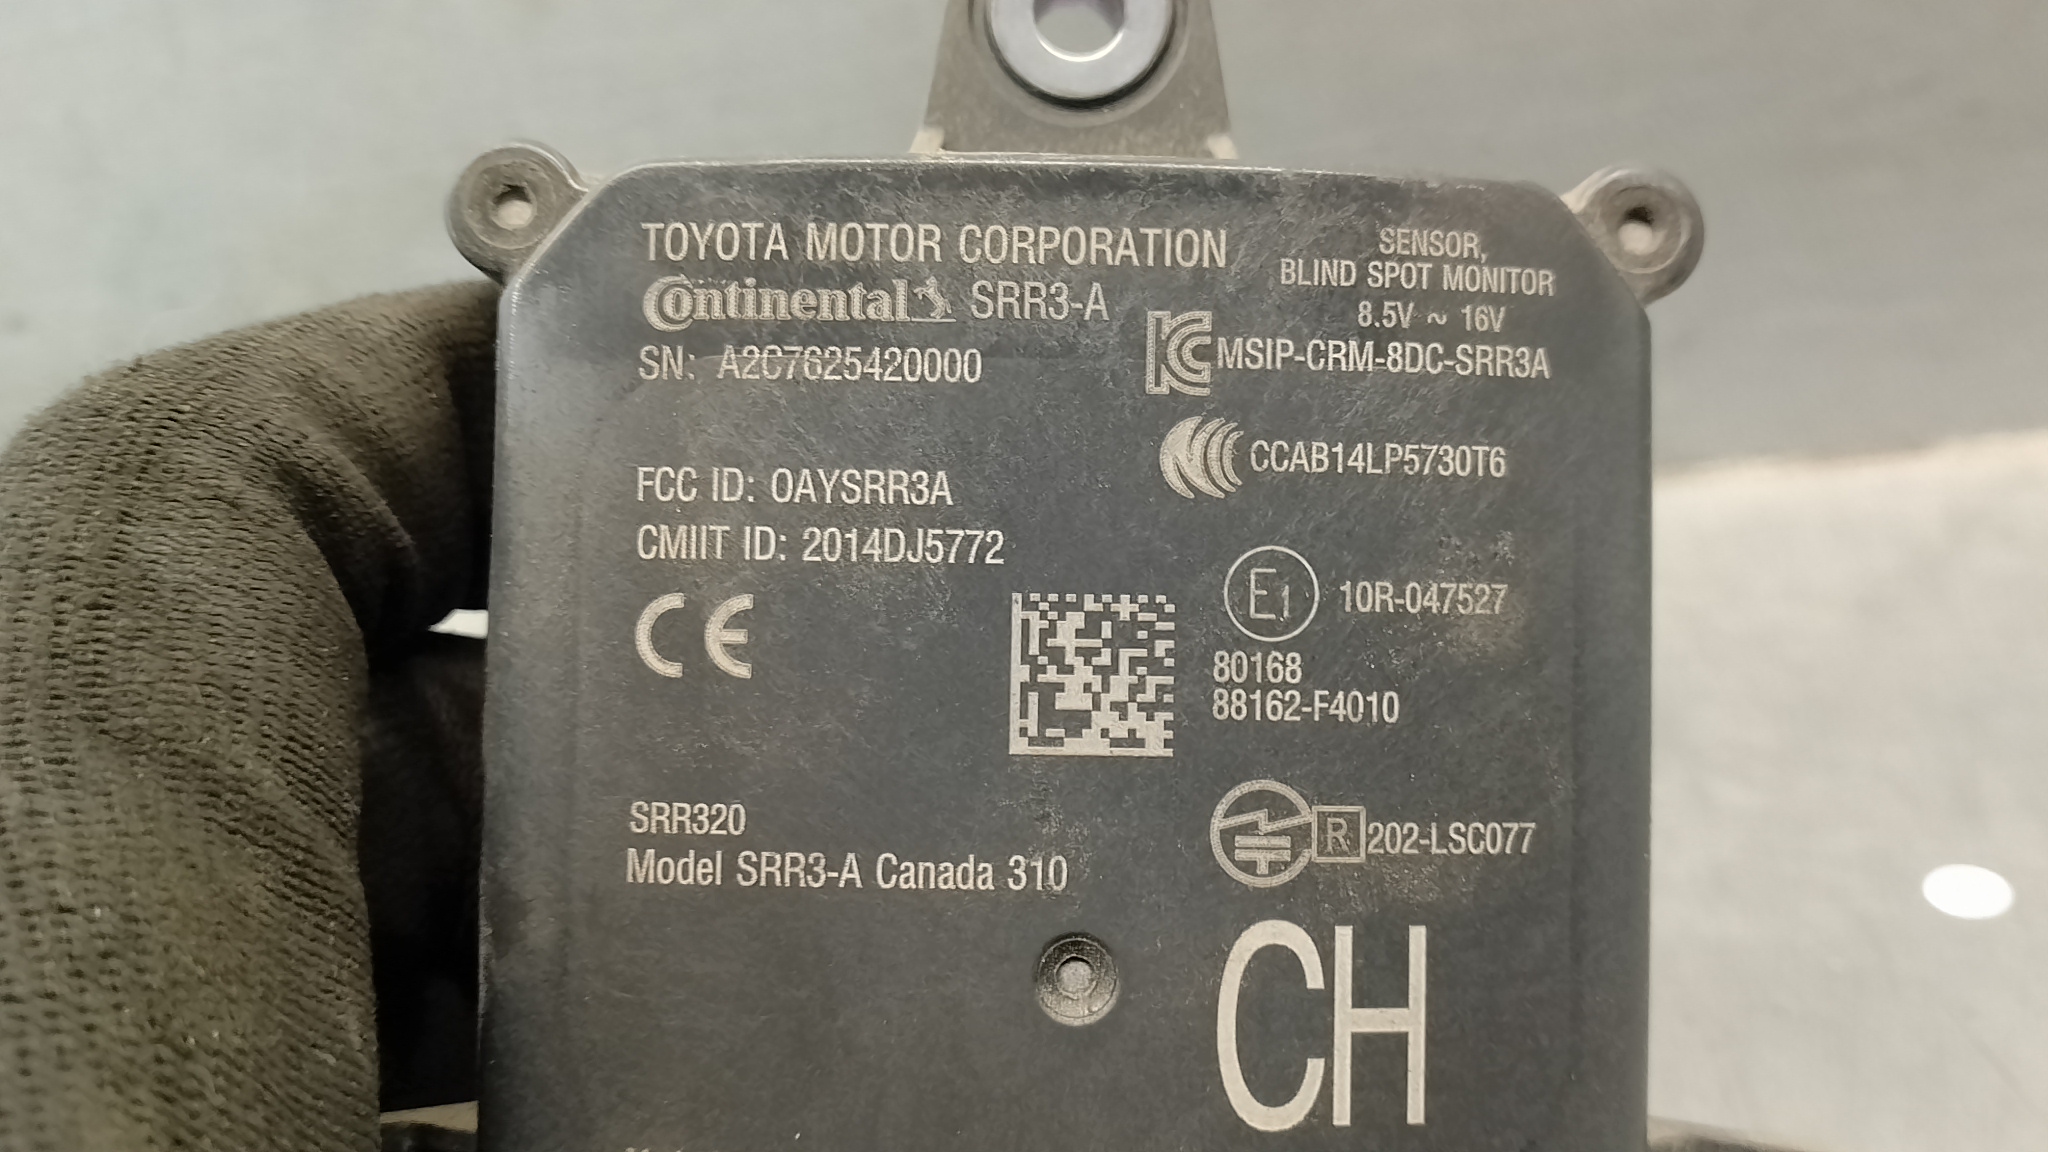 TOYOTA MOTOR CORPORATION
Continental SRR3-A
SN: A2C7625420000
SENSOR,
BLIND SPOT MONITOR
8.5V ~ 16V
MSIP-CRM-8DC-SRR3A
CCAB14LP5730T6
FCC ID: OAYSRR3A
CMIIT ID: 2014DJ5772
CE
E1 10R-047527
80168
88162-F4010
SRR320
Model SRR3-A Canada 310
R 202-LSC077
CH